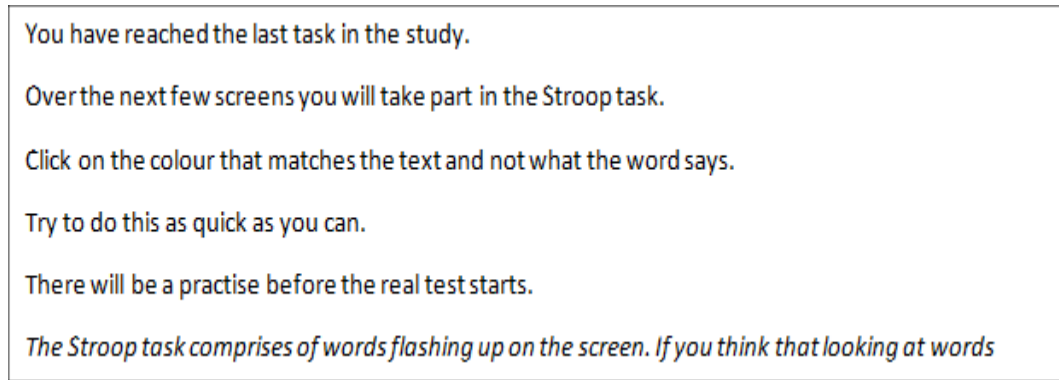 You have reached the last task in the study.
Over the next few screens you will take part in the Stroop task.
Click on the colour that matches the text and not what the word says.
Try to do this as quick as you can.
There will be a practise before the real test starts.
The Stroop task comprises of words flashing up on the screen. If you think that looking at words